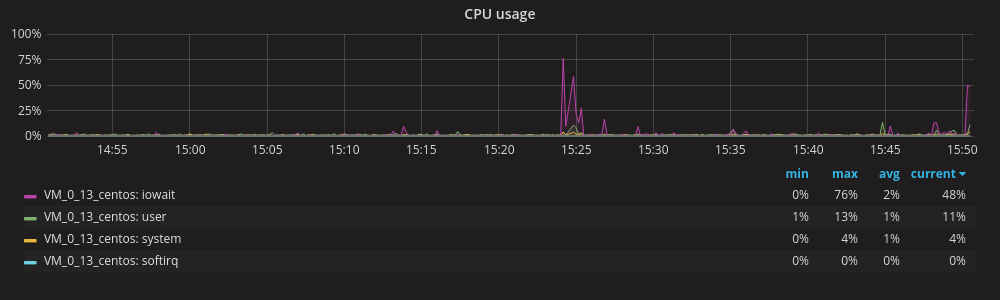 CPU usage
100%
75%
50%
25%
0%
14:55 15:00 15:05 15:10 15:15 15:20 15:25 15:30 15:35 15:40 15:45 15:50
min max avg current
VM_0_13_centos: iowait 0% 76% 2% 48%
VM_0_13_centos: user 1% 13% 1% 11%
VM_0_13_centos: system 0% 4% 1% 4%
VM_0_13_centos: softirq 0% 0% 0% 0%